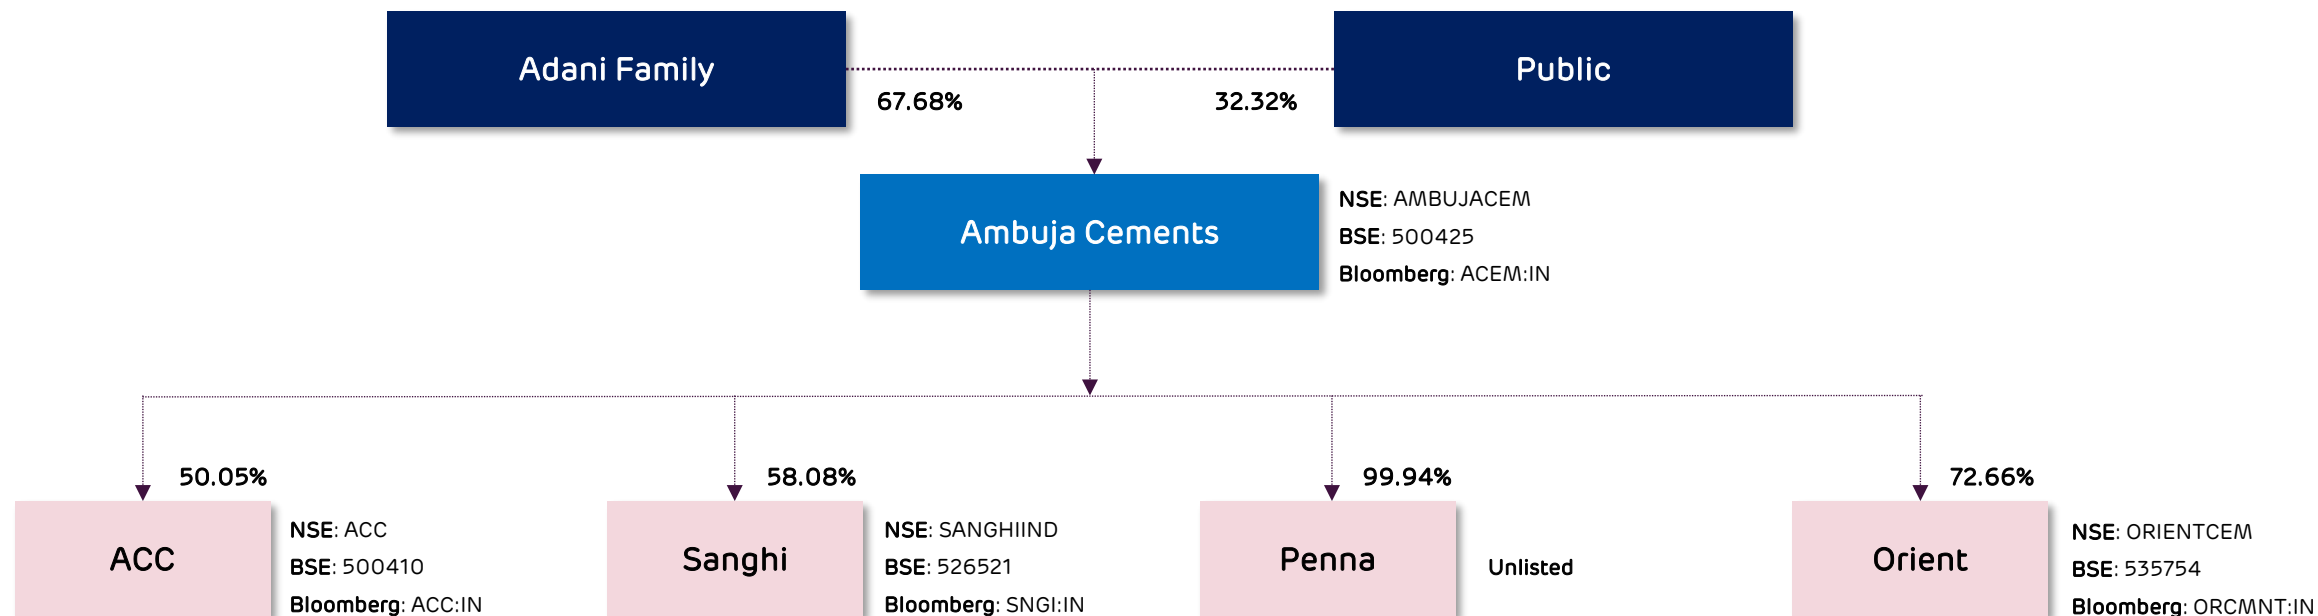 Adani Family
Public
67.68%
32.32%
Ambuja Cements
NSE: AMBUJACEM
BSE: 500425
Bloomberg: ACEM:IN
50.05%
58.08%
99.94%
72.66%
ACC
NSE: ACC
BSE: 500410
Bloomberg: ACC:IN
Sanghi
NSE: SANGHIIND
BSE: 526521
Bloomberg: SNGI:IN
Penna
Unlisted
Orient
NSE: ORIENTCEM
BSE: 535754
Bloomberg: ORCMNT:IN